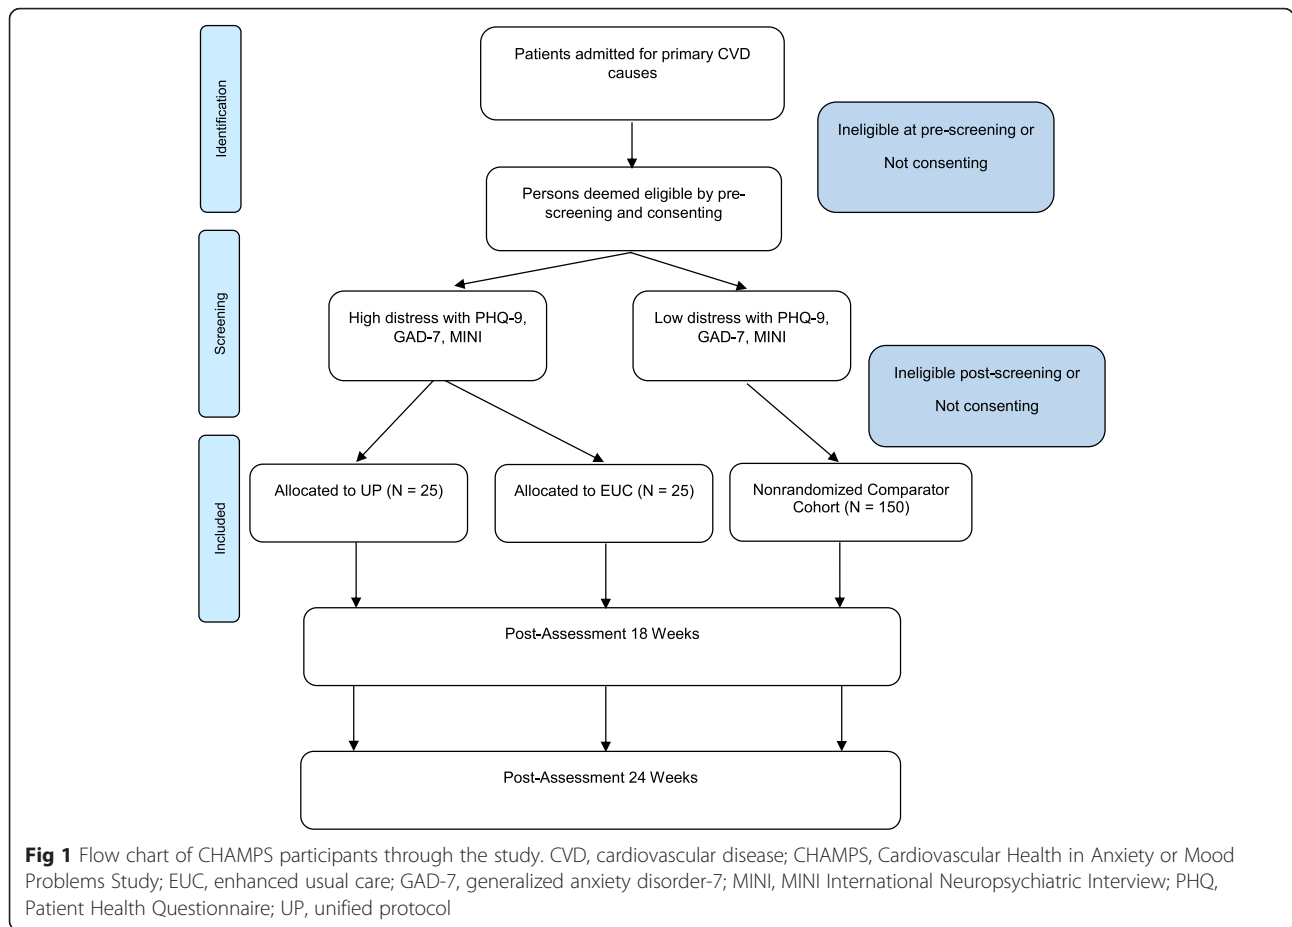 Identification
Patients admitted for primary CVD
causes
Ineligible at pre-screening or
Not consenting
Persons deemed eligible by pre-
screening and consenting
Screening
High distress with PHQ-9,
GAD-7, MINI
Low distress with PHQ-9,
GAD-7, MINI
Ineligible post-screening or
Not consenting
Included
Allocated to UP (N = 25)
Allocated to EUC (N = 25)
Nonrandomized Comparator
Cohort (N = 150)
Post-Assessment 18 Weeks
Post-Assessment 24 Weeks
Fig 1 Flow chart of CHAMPS participants through the study. CVD, cardiovascular disease; CHAMPS, Cardiovascular Health in Anxiety or Mood
Problems Study; EUC, enhanced usual care; GAD-7, generalized anxiety disorder-7; MINI, MINI International Neuropsychiatric Interview; PHQ,
Patient Health Questionnaire; UP, unified protocol